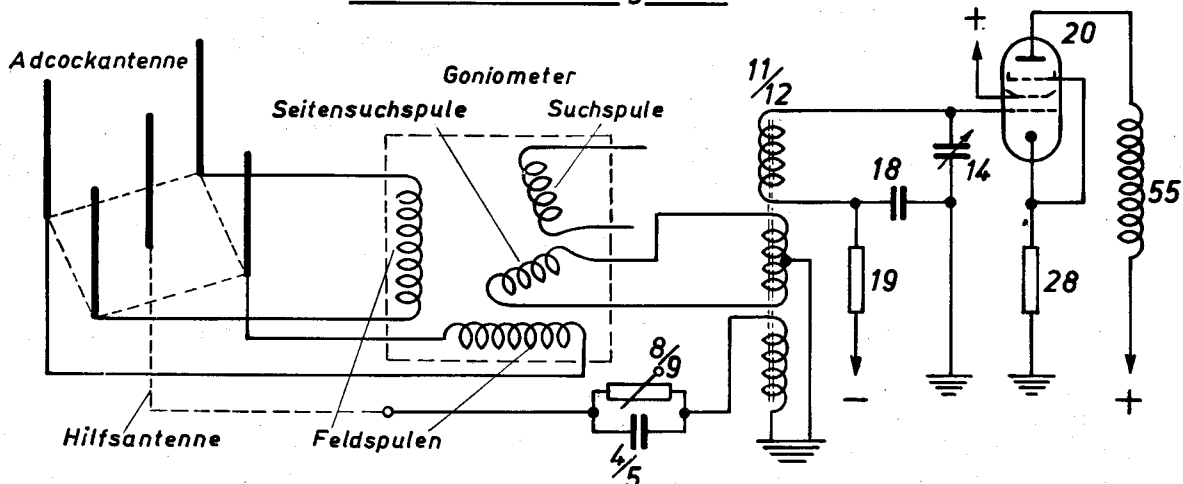 Adcockantenne
Goniometer
Seitensuchspule
Suchspule
11/12
+
20
14
18
19
28
55
8/9
4/5
-
+
Hilfsantenne
Feldspulen